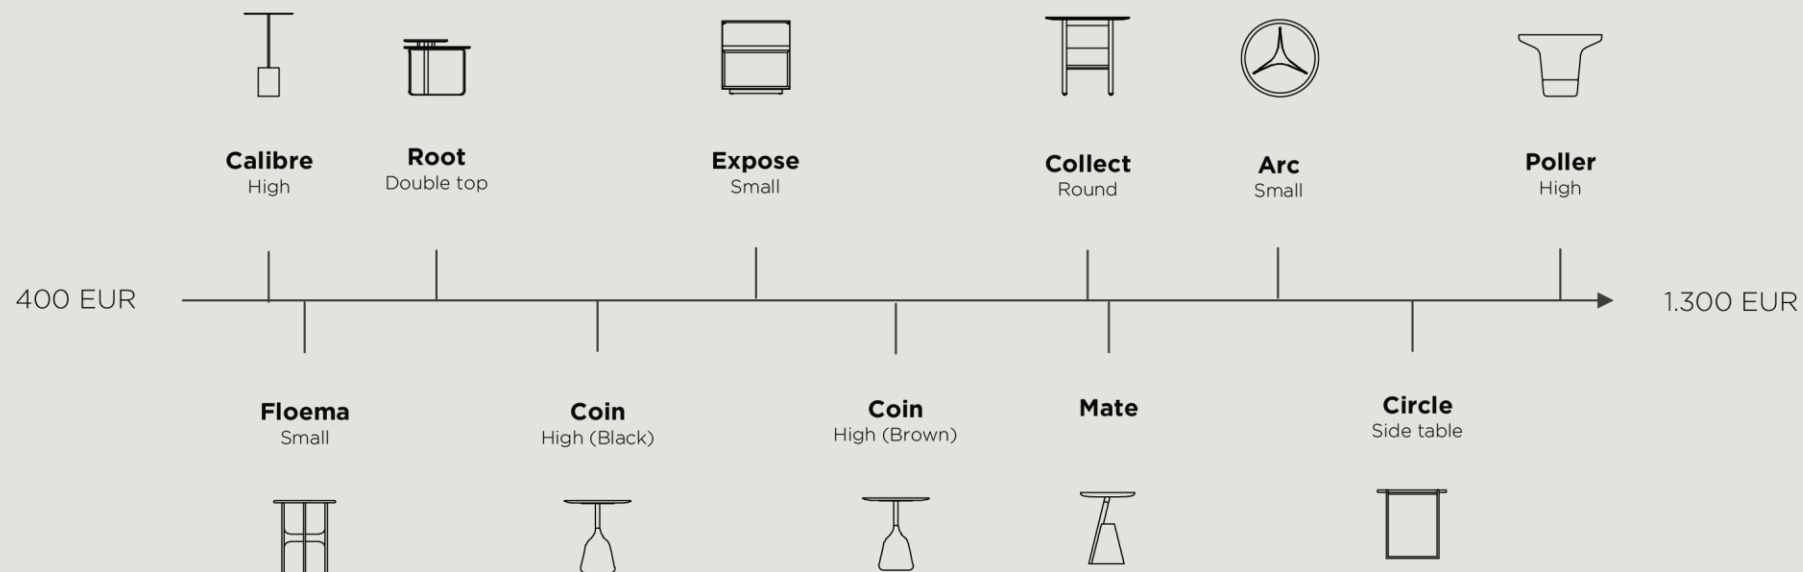 Calibre
High
Root
Double top
Expose
Small
Collect
Round
Arc
Small
Poller
High
400 EUR
1.300 EUR
Floema
Small
Coin
High (Black)
Coin
High (Brown)
Mate
Circle
Side table